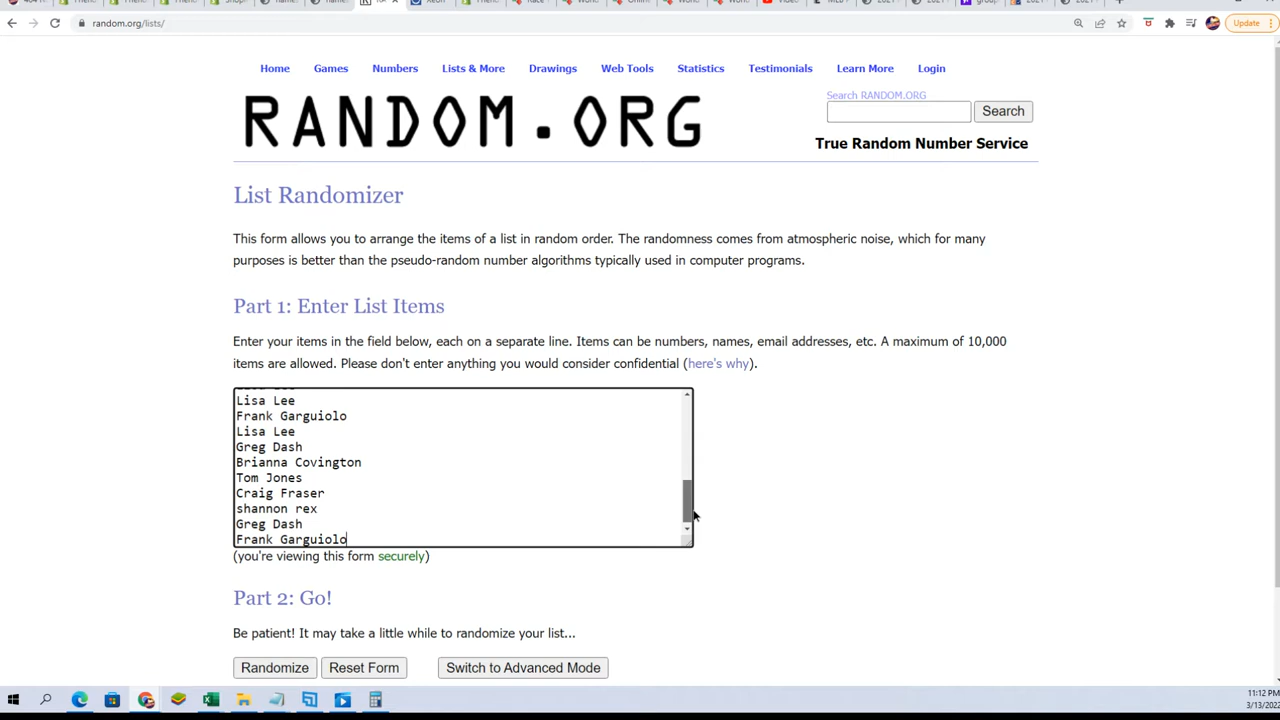 random.org/lists/
Update
Home Games Numbers Lists & More Drawings Web Tools Statistics Testimonials Learn More Login
RANDOM.ORG
Search RANDOM.ORG
Search
True Random Number Service
List Randomizer
This form allows you to arrange the items of a list in random order. The randomness comes from atmospheric noise, which for many
purposes is better than the pseudo-random number algorithms typically used in computer programs.
Part 1: Enter List Items
Enter your items in the field below, each on a separate line. Items can be numbers, names, email addresses, etc. A maximum of 10,000
items are allowed. Please don't enter anything you would consider confidential (here's why).
Lisa Lee
Frank Garguiolo
Lisa Lee
Greg Dash
Brianna Covington
Tom Jones
Craig Fraser
shannon rex
Greg Dash
Frank Garguiolo
(you're viewing this form securely)
Part 2: Go!
Be patient! It may take a little while to randomize your list...
Randomize Reset Form Switch to Advanced Mode
11:12 PM